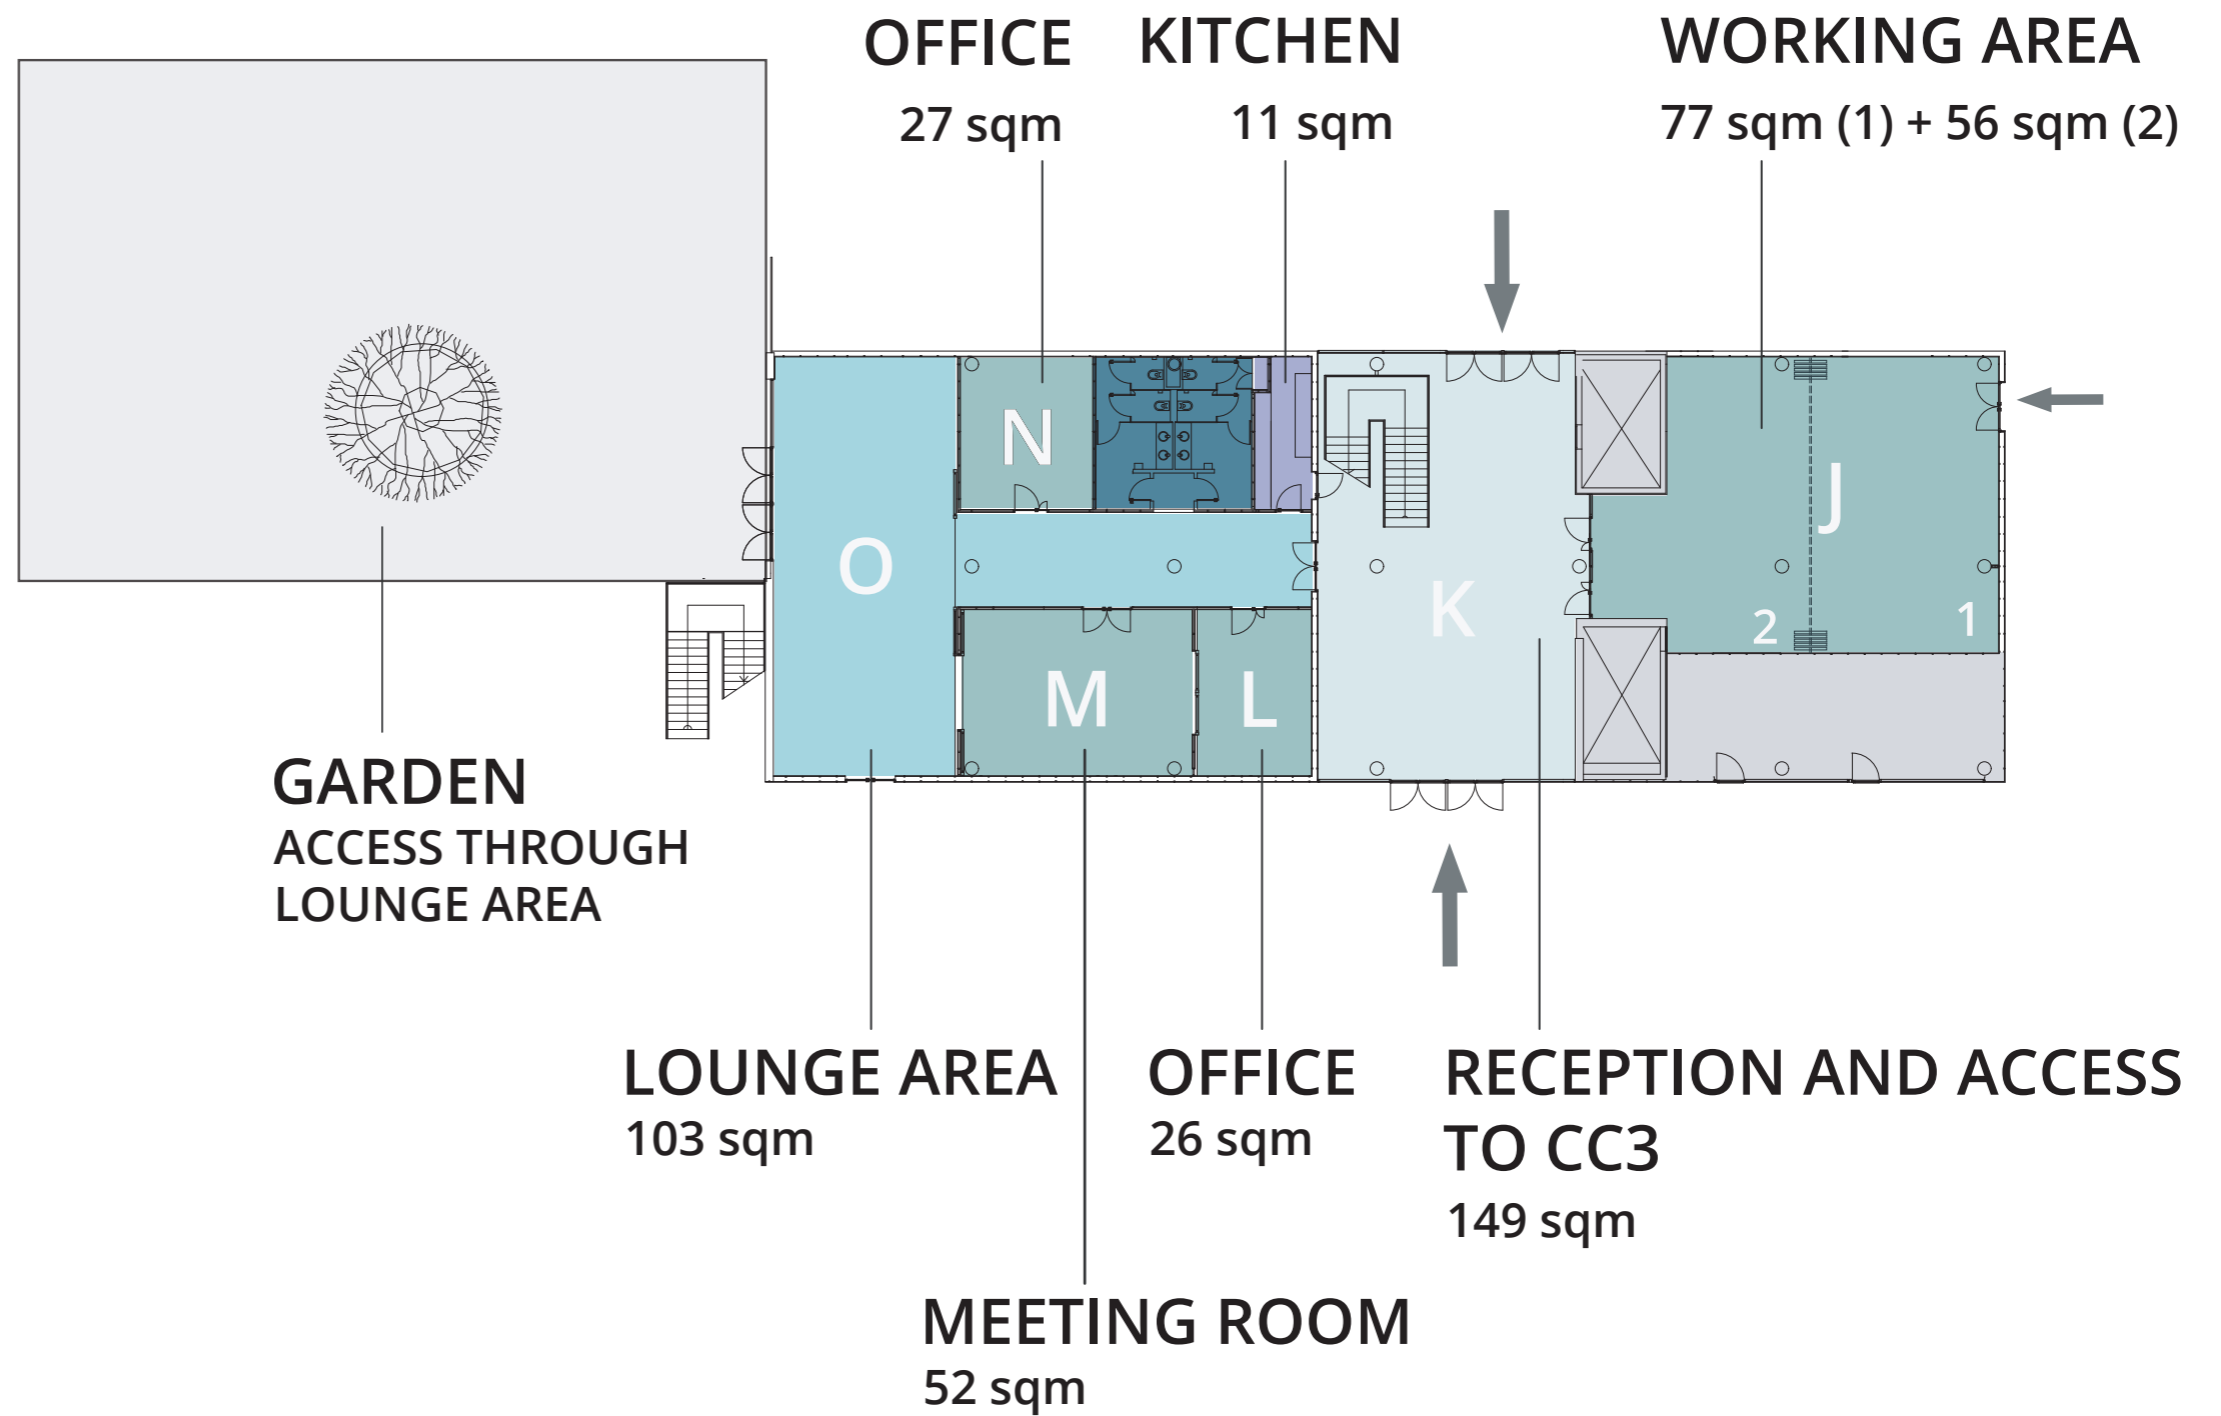 OFFICE
27 sqm
KITCHEN
11 sqm
WORKING AREA
77 sqm (1) + 56 sqm (2)
N
J
O
K
2
1
M
L
GARDEN
ACCESS THROUGH
LOUNGE AREA
LOUNGE AREA
103 sqm
OFFICE
26 sqm
RECEPTION AND ACCESS
TO CC3
149 sqm
MEETING ROOM
52 sqm